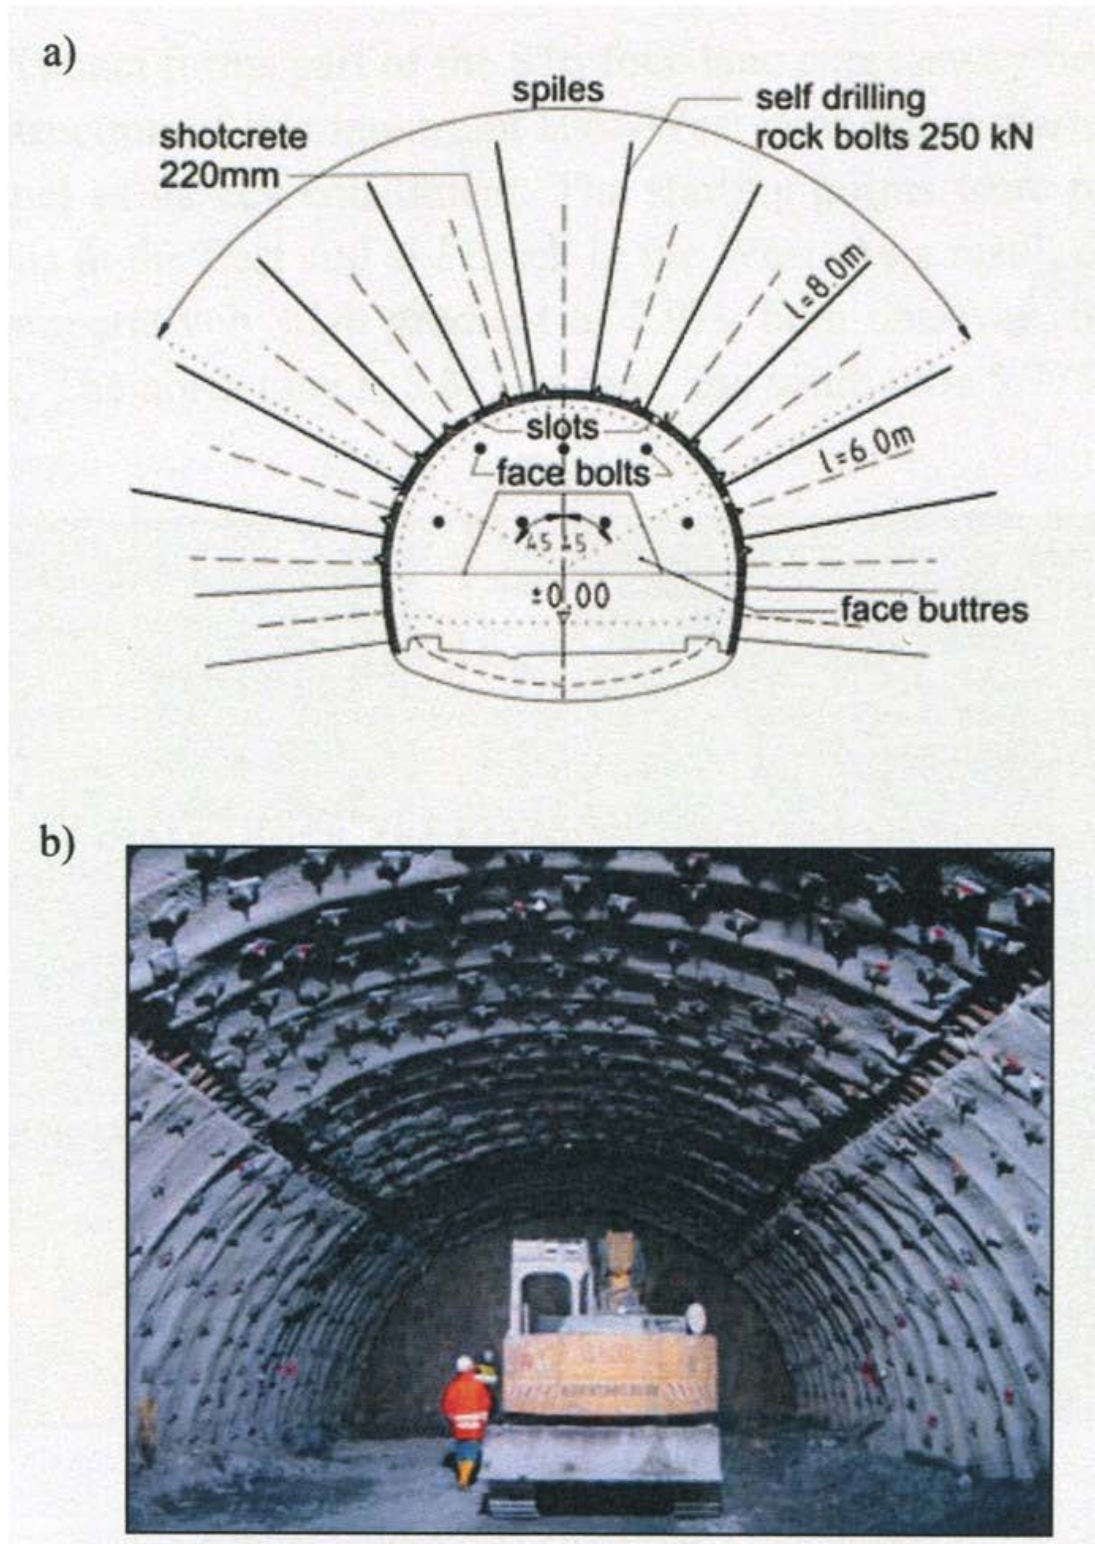 a)
spiles
self drilling
rock bolts 250 kN
shotcrete
220mm
l=8.0m
slots
l=6 0m
face bolts
45 45
±0.00
face buttres
b)